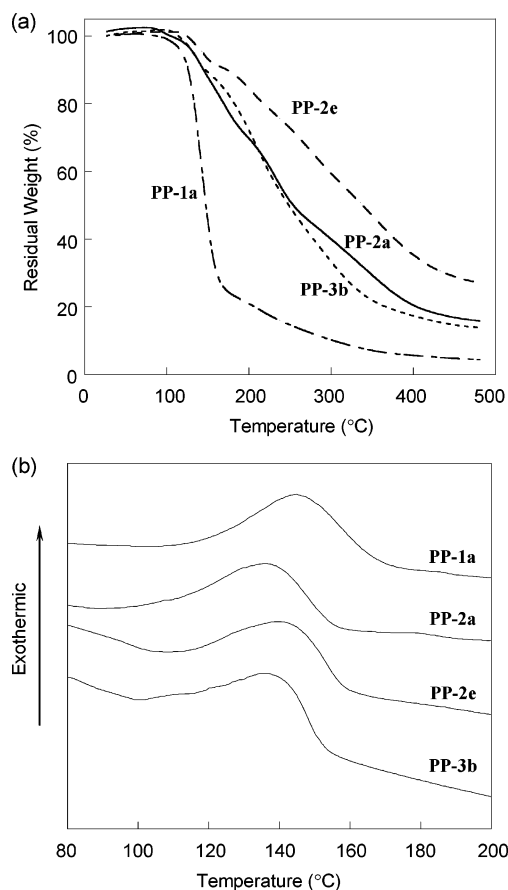 (a)
100
80
60
40
20
0
Residual Weight (%)
PP-2e
PP-1a
PP-2a
PP-3b
0 100 200 300 400 500
Temperature (°C)
(b)
Exothermic
PP-1a
PP-2a
PP-2e
PP-3b
80 100 120 140 160 180 200
Temperature (°C)